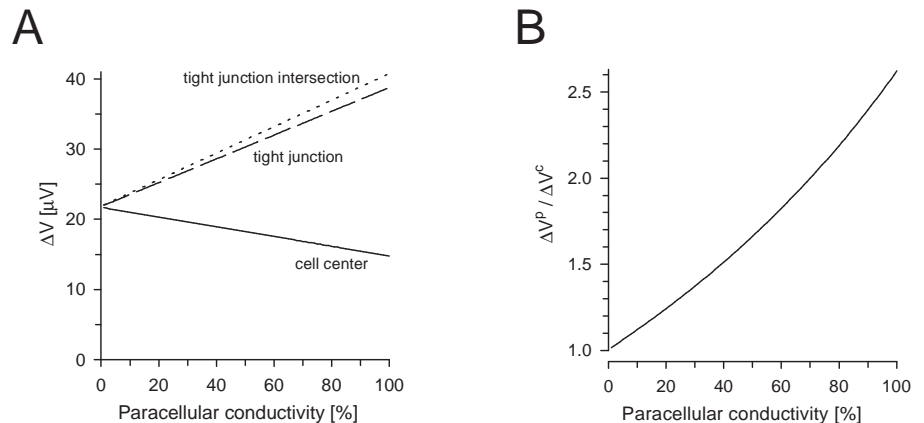 A
40
30
20
10
0
ΔV [µV]
tight junction intersection
tight junction
cell center
0 20 40 60 80 100
Paracellular conductivity [%]
B
2.5
2.0
1.5
1.0
ΔVᵖ / ΔVᶜ
0 20 40 60 80 100
Paracellular conductivity [%]